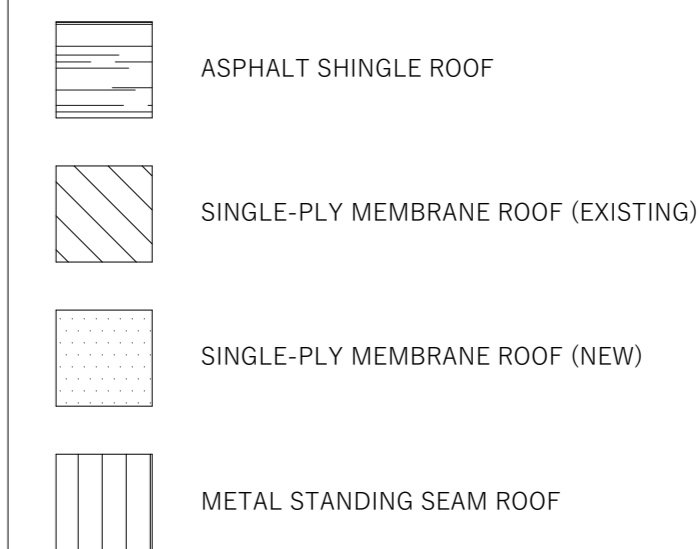 ASPHALT SHINGLE ROOF
SINGLE-PLY MEMBRANE ROOF (EXISTING)
SINGLE-PLY MEMBRANE ROOF (NEW)
METAL STANDING SEAM ROOF